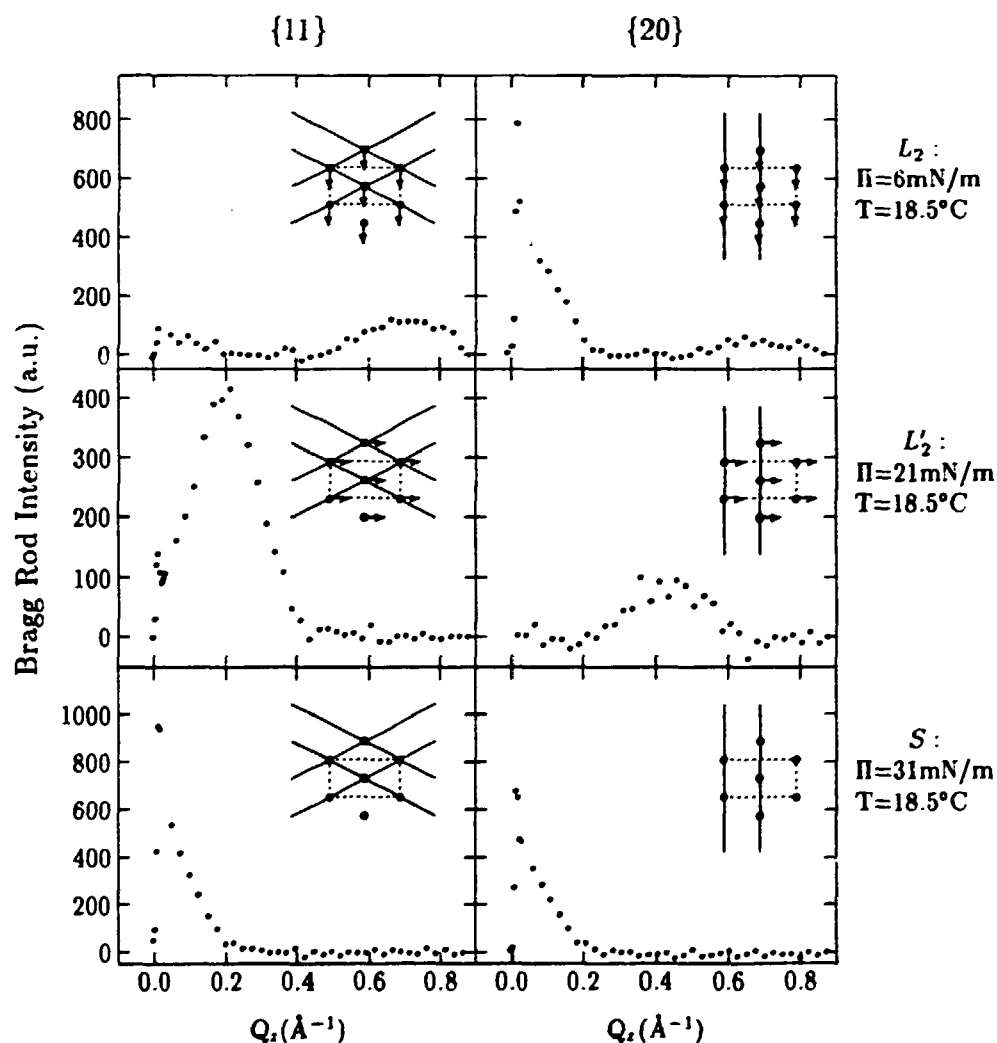 {11} {20}
800
600
400
200
0
L₂ :
Π=6mN/m
T=18.5°C
400
300
200
100
0
L′₂ :
Π=21mN/m
T=18.5°C
1000
800
600
400
200
0
S :
Π=31mN/m
T=18.5°C
Bragg Rod Intensity (a.u.)
0.0 0.2 0.4 0.6 0.8 0.0 0.2 0.4 0.6 0.8
Q_z(Å⁻¹) Q_z(Å⁻¹)